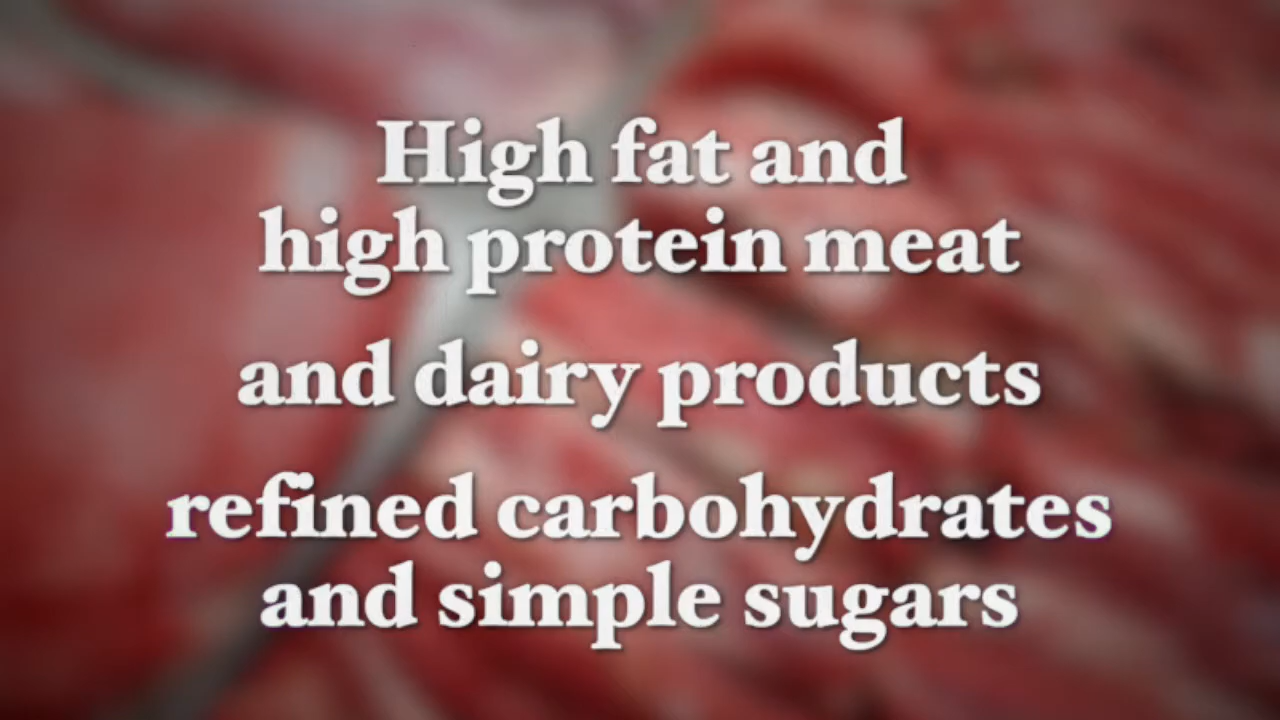 High fat and
high protein meat
and dairy products
refined carbohydrates
and simple sugars